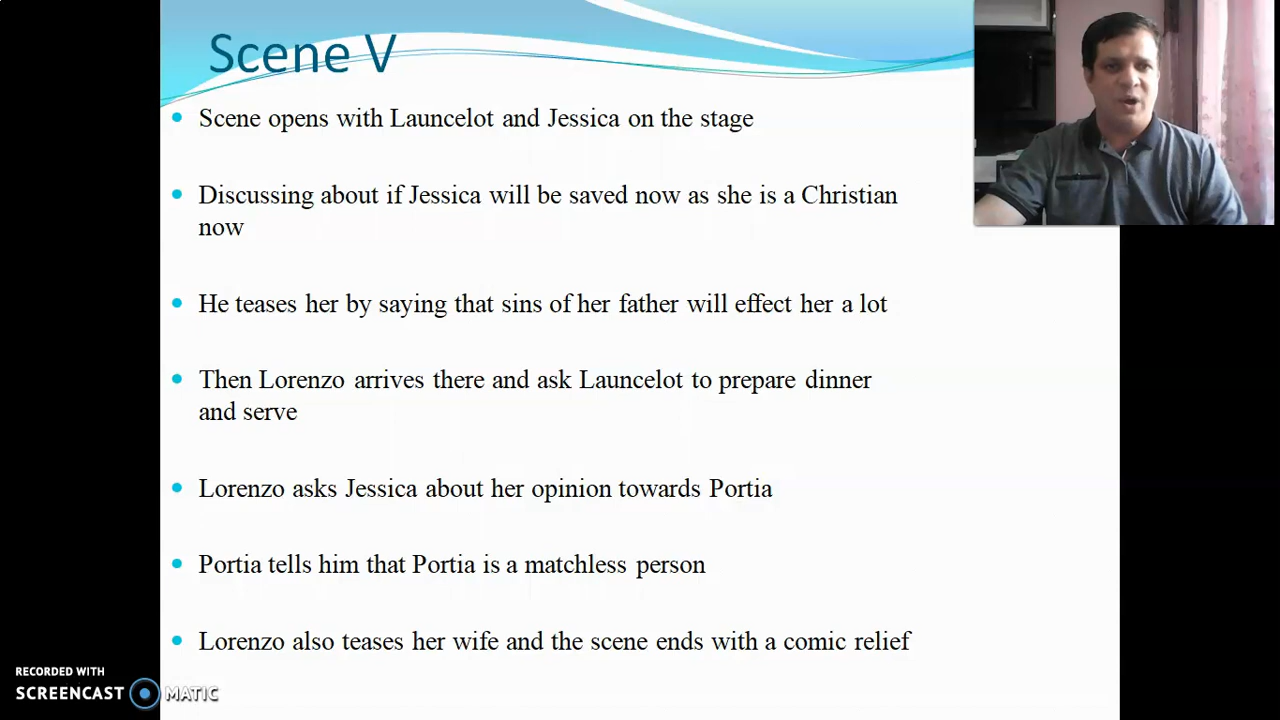 Scene V
Scene opens with Launcelot and Jessica on the stage
Discussing about if Jessica will be saved now as she is a Christian
now
He teases her by saying that sins of her father will effect her a lot
Then Lorenzo arrives there and ask Launcelot to prepare dinner
and serve
Lorenzo asks Jessica about her opinion towards Portia
Portia tells him that Portia is a matchless person
Lorenzo also teases her wife and the scene ends with a comic relief
RECORDED WITH
SCREENCAST MATIC